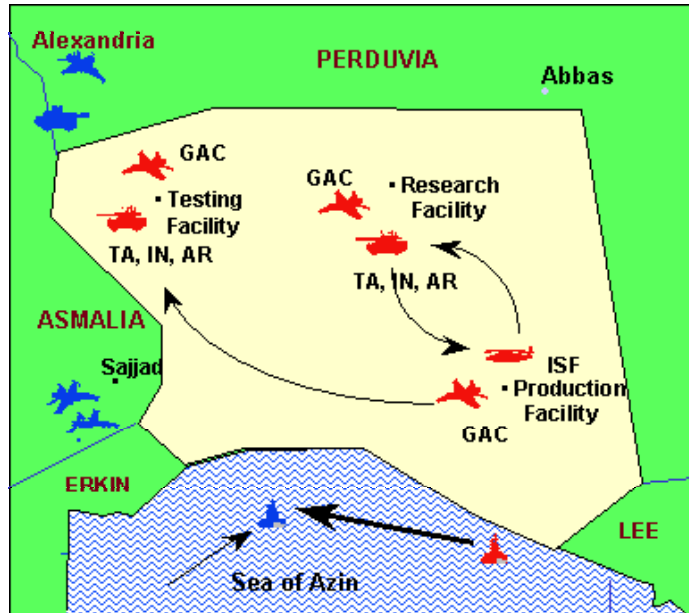 Alexandria
PERDUVIA
Abbas
GAC
Testing
Facility
TA, IN, AR
GAC
Research
Facility
TA, IN, AR
ASMALIA
Sajjad
ISF
Production
Facility
GAC
ERKIN
LEE
Sea of Azin